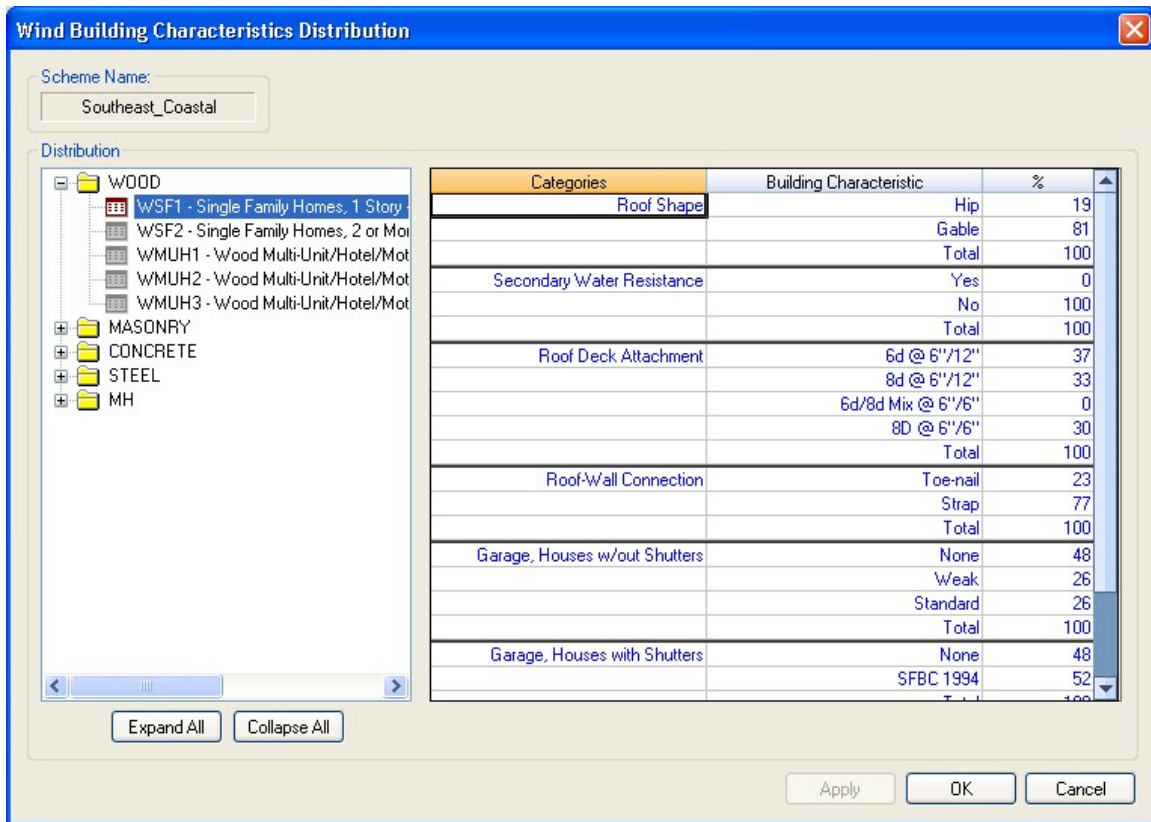 Wind Building Characteristics Distribution
Scheme Name:
Southeast_Coastal
Distribution
WOOD
WSF1 - Single Family Homes, 1 Story -
WSF2 - Single Family Homes, 2 or Mor
WMUH1 - Wood Multi-Unit/Hotel/Mot
WMUH2 - Wood Multi-Unit/Hotel/Mot
WMUH3 - Wood Multi-Unit/Hotel/Mot
MASONRY
CONCRETE
STEEL
MH
Categories Building Characteristic %
Roof Shape Hip 19
Gable 81
Total 100
Secondary Water Resistance Yes 0
No 100
Total 100
Roof Deck Attachment 6d @ 6"/12" 37
8d @ 6"/12" 33
6d/8d Mix @ 6"/6" 0
8D @ 6"/6" 30
Total 100
Roof-Wall Connection Toe-nail 23
Strap 77
Total 100
Garage, Houses w/out Shutters None 48
Weak 26
Standard 26
Total 100
Garage, Houses with Shutters None 48
SFBC 1994 52
Total 100
Expand All Collapse All
Apply OK Cancel